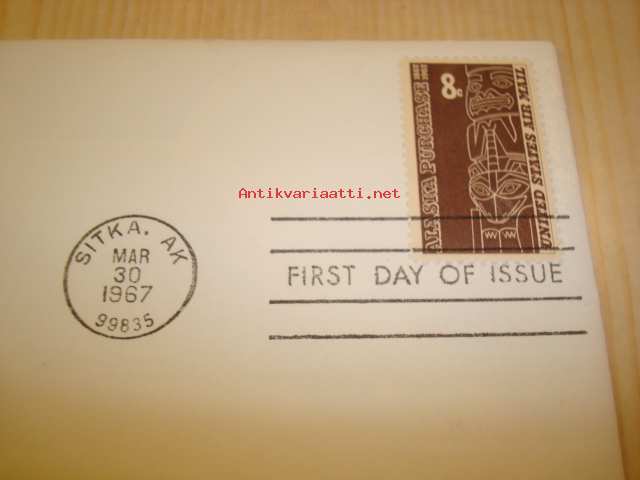 8c
ALASKA PURCHASE 1867 1967
UNITED STATES AIR MAIL
Antikvariaatti.net
SITKA, AK
MAR
30
1967
99835
FIRST DAY OF ISSUE